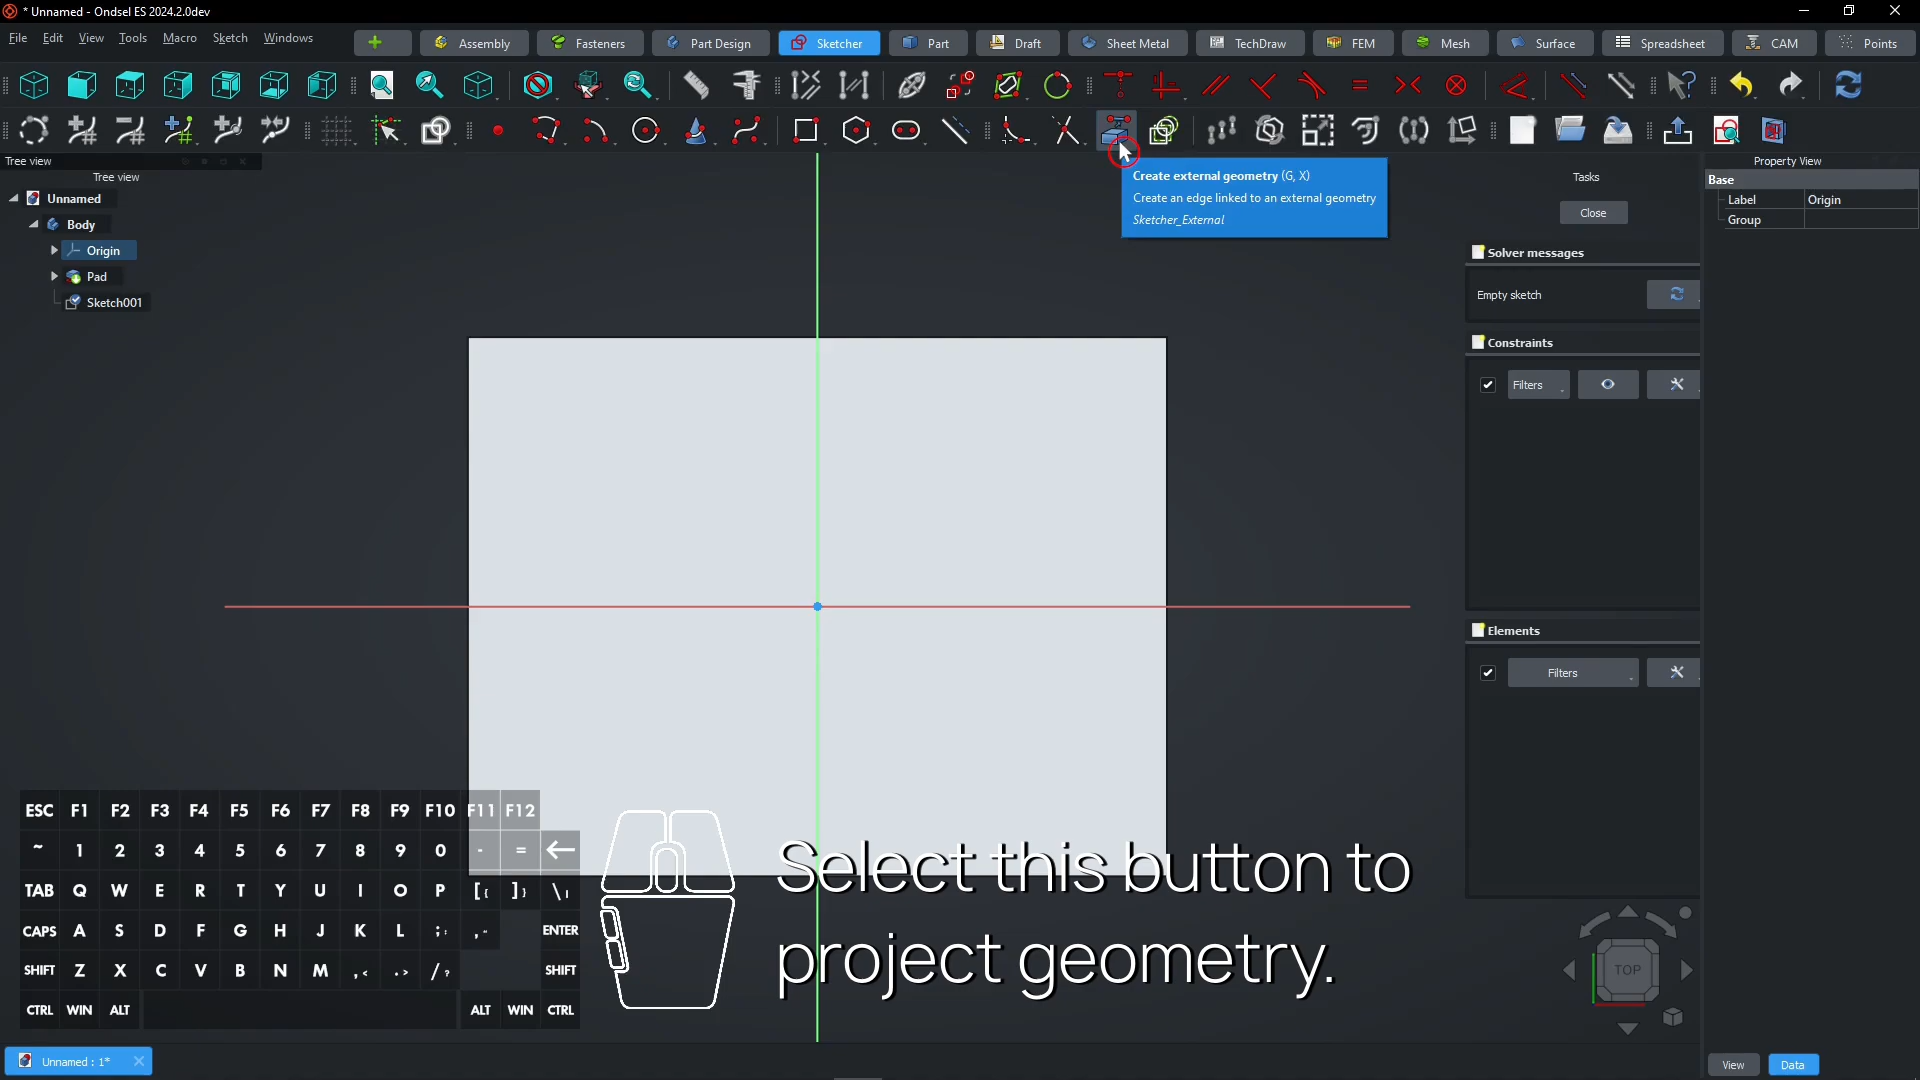 * Unnamed - Ondsel ES 2024.2.0dev
File Edit View Tools Macro Sketch Windows
Assembly Fasteners Part Design Sketcher Part Draft Sheet Metal TechDraw FEM Mesh Surface Spreadsheet CAM Points
Tree view
Tree view
Unnamed
Body
Origin
Pad
Sketch001
Create external geometry (G, X)
Create an edge linked to an external geometry
Sketcher_External
Tasks
Close
Solver messages
Empty sketch
Constraints
Filters
Elements
Filters
Property View
Base
Label Origin
Group
ESC F1 F2 F3 F4 F5 F6 F7 F8 F9 F10 F11 F12
~ 1 2 3 4 5 6 7 8 9 0 - = ←
TAB Q W E R T Y U I O P [{ ]} \|
CAPS A S D F G H J K L ;: ,“ ENTER
SHIFT Z X C V B N M ,< .> /? SHIFT
CTRL WIN ALT ALT WIN CTRL
Select this button to
project geometry.
TOP
Unnamed : 1*
View Data